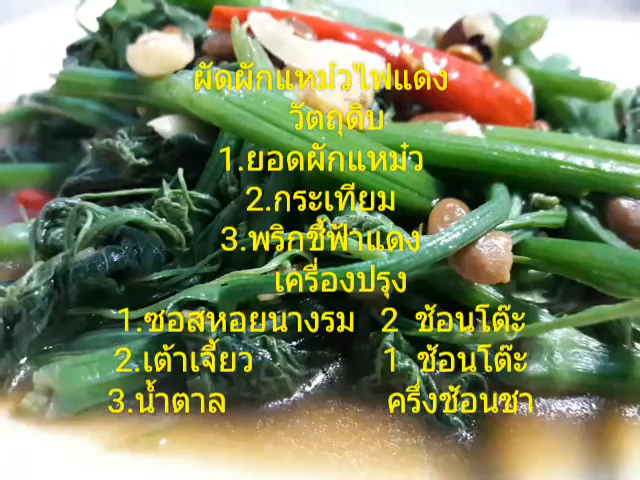 ผัดผักแหม๋วไฟแดง
วัตถุดิบ
1.ยอดผักแหม๋ว
2.กระเทียม
3.พริกชี้ฟ้าแดง
เครื่องปรุง
1.ซอสหอยนางรม 2 ช้อนโต๊ะ
2.เต้าเจี้ยว 1 ช้อนโต๊ะ
3.น้ำตาล ครึ่งช้อนชา